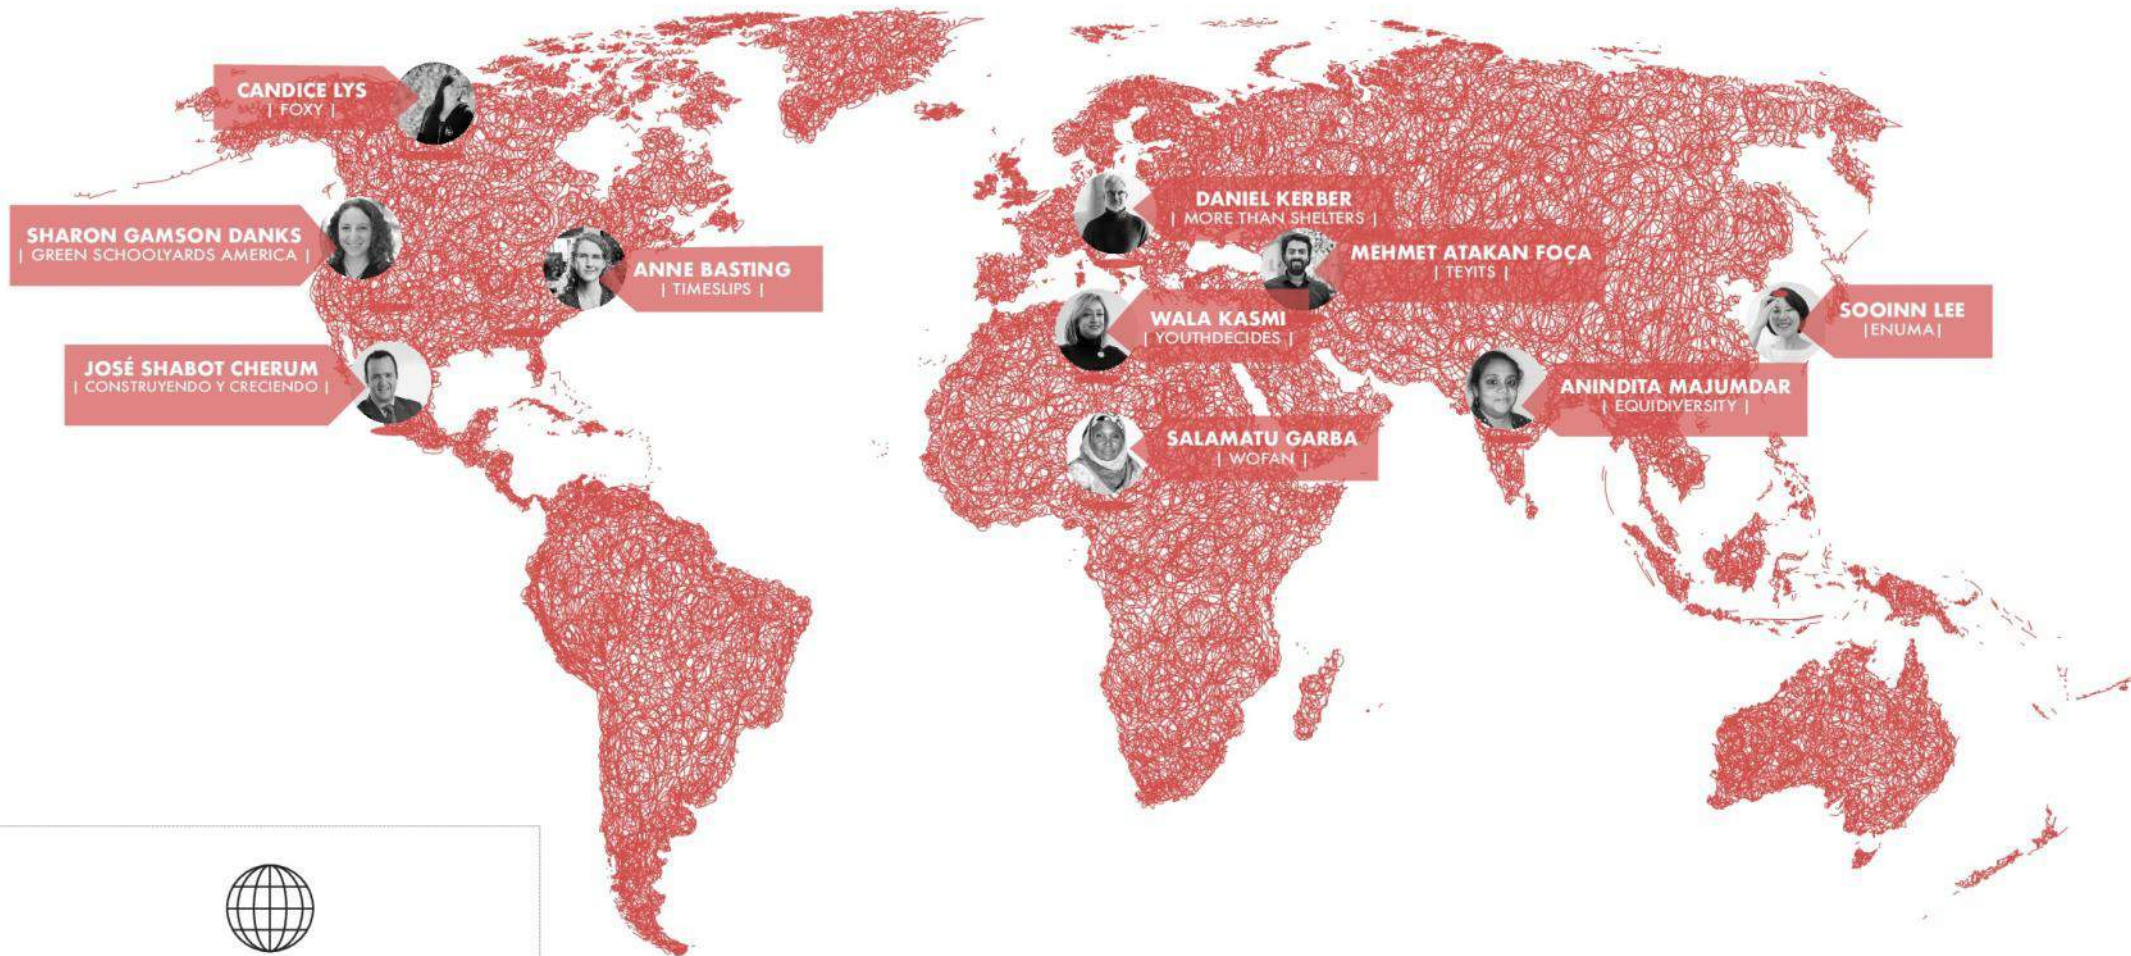 CANDICE LYS
| FOXY |
SHARON GAMSON DANKS
| GREEN SCHOOLYARDS AMERICA |
ANNE BASTING
| TIMESLIPS |
JOSÉ SHABOT CHERUM
| CONSTRUYENDO Y CRECIENDO |
DANIEL KERBER
| MORE THAN SHELTERS |
MEHMET ATAKAN FOÇA
| TEYITS |
WALA KASMI
| YOUTHDECIDES |
SOOINN LEE
|ENUMA|
ANINDITA MAJUMDAR
| EQUIDIVERSITY |
SALAMATU GARBA
| WOFAN |